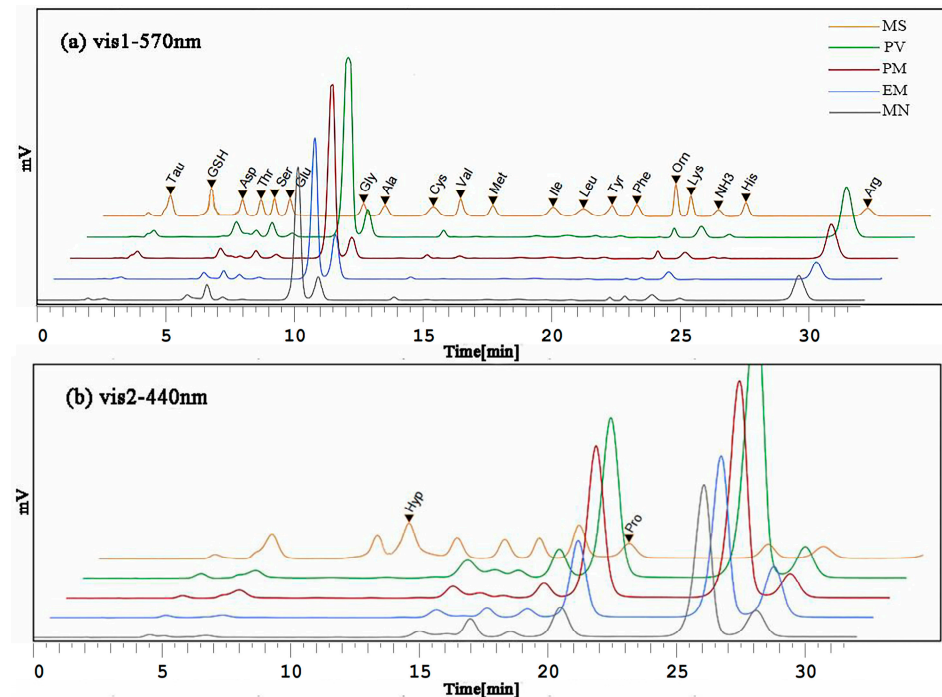 (a) vis1-570nm
MS
PV
PM
EM
MN
Tau
GSH
Asp
Thr
Ser
Glu
Gly
Ala
Cys
Val
Met
Ile
Leu
Tyr
Phe
Orn
Lys
NH3
His
Arg
mV
0 5 10 15 20 25 30
Time[min]
(b) vis2-440nm
Hyp
Pro
mV
0 5 10 15 20 25 30
Time[min]